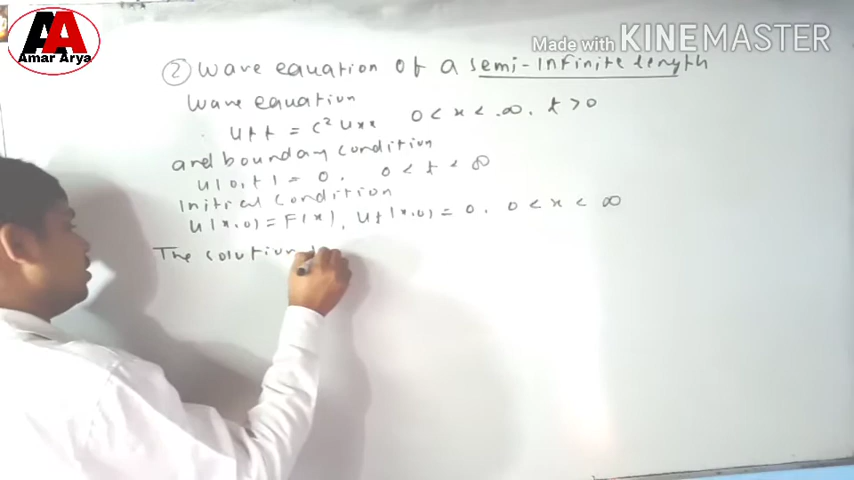 AA
Amar Arya
Made with KINEMASTER
② Wave equation of a semi-infinite length
Wave equation
utt = c² uxx 0 < x < ∞, t > 0
and boundary condition
u(0,t) = 0, 0 < t < ∞
Initial condition
u(x,0) = F(x), ut(x,0) = 0, 0 < x < ∞
The solution